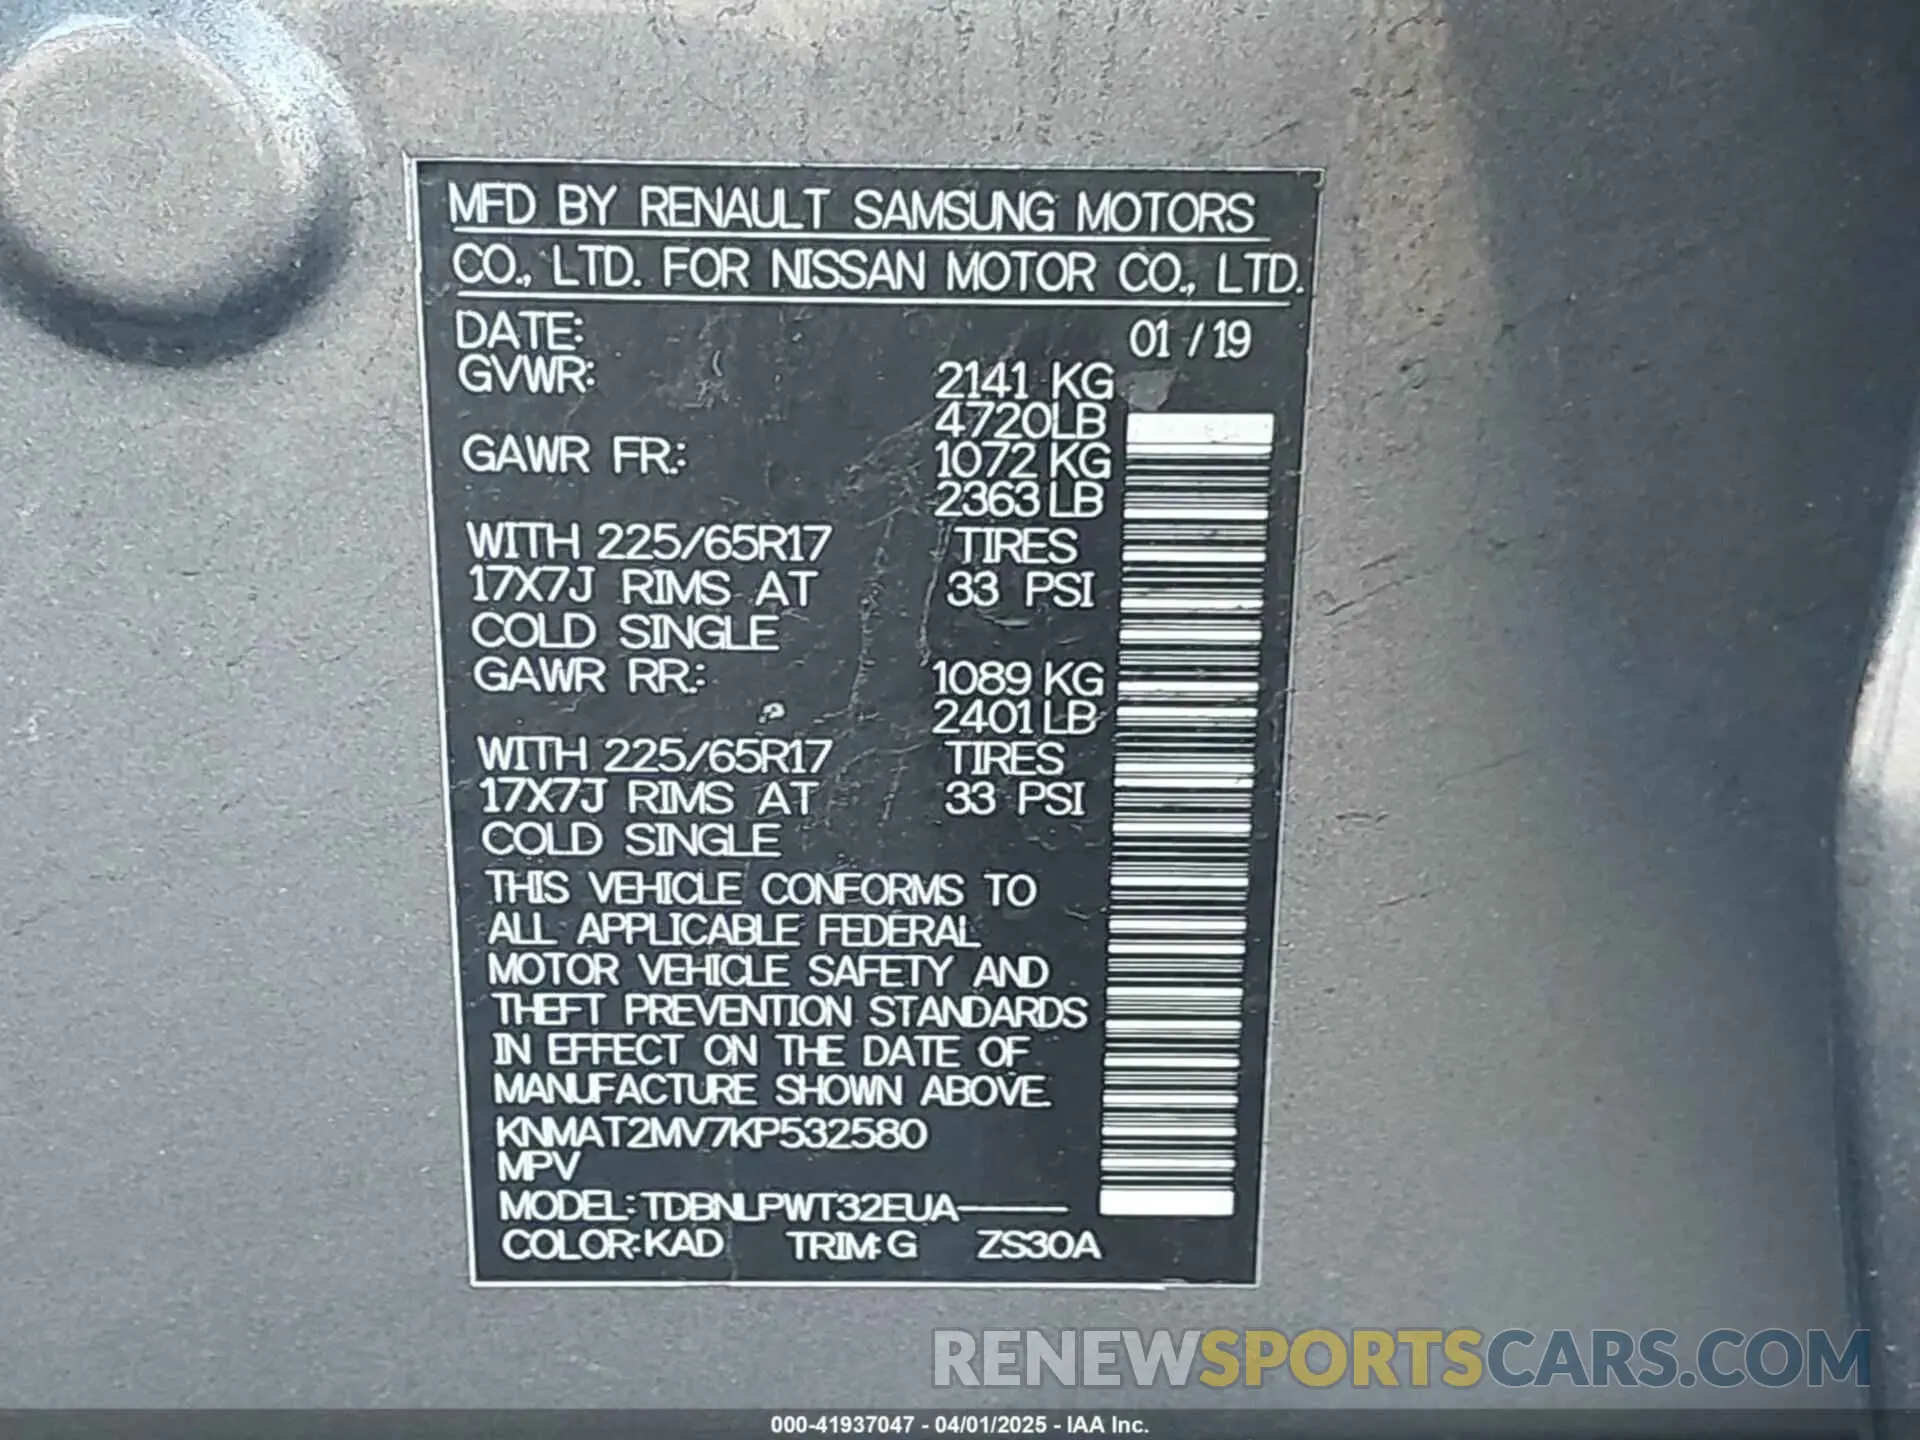 MFD BY RENAULT SAMSUNG MOTORS
CO., LTD. FOR NISSAN MOTOR CO., LTD.
DATE: 01 / 19
GVWR: 2141 KG
4720LB
GAWR FR.: 1072 KG
2363 LB
WITH 225/65R17 TIRES
17X7J RIMS AT 33 PSI
COLD SINGLE
GAWR RR.: 1089 KG
2401 LB
WITH 225/65R17 TIRES
17X7J RIMS AT 33 PSI
COLD SINGLE
THIS VEHICLE CONFORMS TO
ALL APPLICABLE FEDERAL
MOTOR VEHICLE SAFETY AND
THEFT PREVENTION STANDARDS
IN EFFECT ON THE DATE OF
MANUFACTURE SHOWN ABOVE.
KNMAT2MV7KP532580
MPV
MODEL: TDBNLPWT32EUA-----
COLOR:KAD TRIM:G ZS30A
RENEWSPORTSCARS.COM
000-41937047 - 04/01/2025 - IAA Inc.